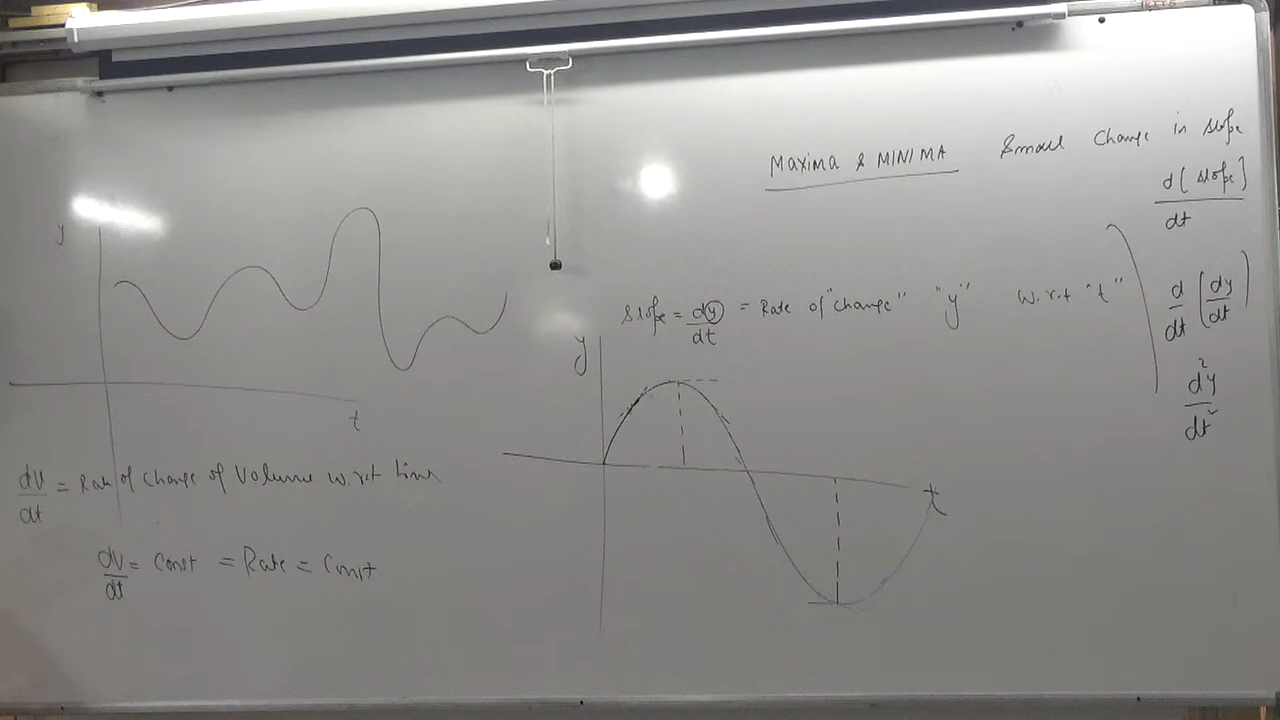 Maxima & MINIMA
Small Change in slope
d(slope)
dt
y
t
dv/dt = Rate of Change of Volume w.r.t time
dv/dt = Const = Rate = Const
Slope = dy/dt = Rate of "change" "y" w.r.t "t"
y
t
d/dt (dy/dt)
d²y/dt²